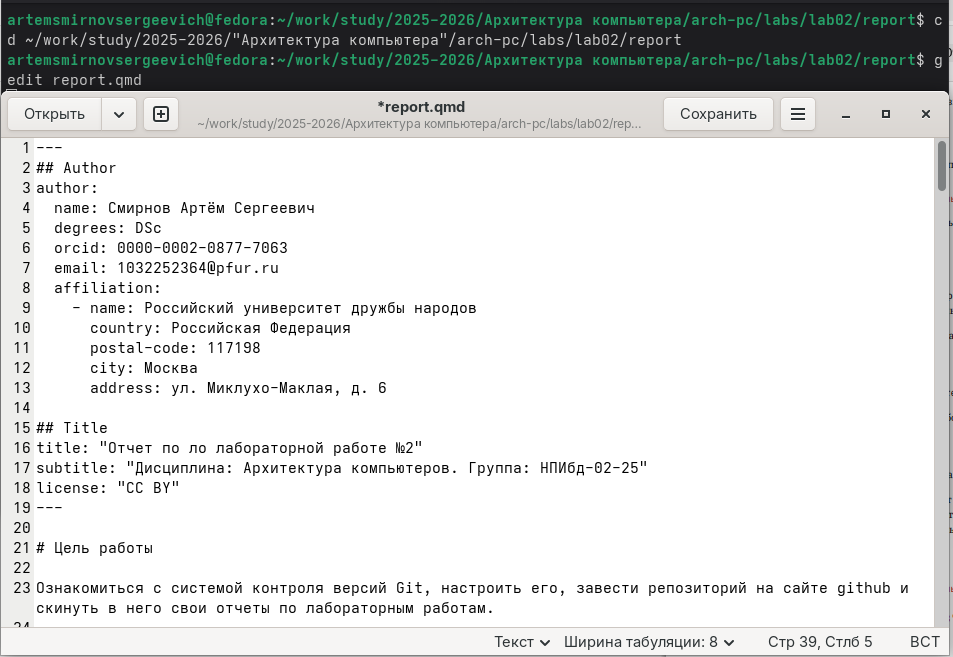 artemsmirnovsergeevich@fedora:~/work/study/2025-2026/Архитектура компьютера/arch-pc/labs/lab02/report$ c
d ~/work/study/2025-2026/"Архитектура компьютера"/arch-pc/labs/lab02/report
artemsmirnovsergeevich@fedora:~/work/study/2025-2026/Архитектура компьютера/arch-pc/labs/lab02/report$ g
edit report.qmd
Открыть
*report.qmd
~/work/study/2025-2026/Архитектура компьютера/arch-pc/labs/lab02/rep...
Сохранить
1 ---
2 ## Author
3 author:
4   name: Смирнов Артём Сергеевич
5   degrees: DSc
6   orcid: 0000-0002-0877-7063
7   email: 1032252364@pfur.ru
8   affiliation:
9     - name: Российский университет дружбы народов
10       country: Российская Федерация
11       postal-code: 117198
12       city: Москва
13       address: ул. Миклухо-Маклая, д. 6
14
15 ## Title
16 title: "Отчет по ло лабораторной работе №2"
17 subtitle: "Дисциплина: Архитектура компьютеров. Группа: НПИбд-02-25"
18 license: "CC BY"
19 ---
20
21 # Цель работы
22
23 Ознакомиться с системой контроля версий Git, настроить его, завести репозиторий на сайте github и
скинуть в него свои отчеты по лабораторным работам.
24
Текст Ширина табуляции: 8 Стр 39, Стлб 5 ВСТ